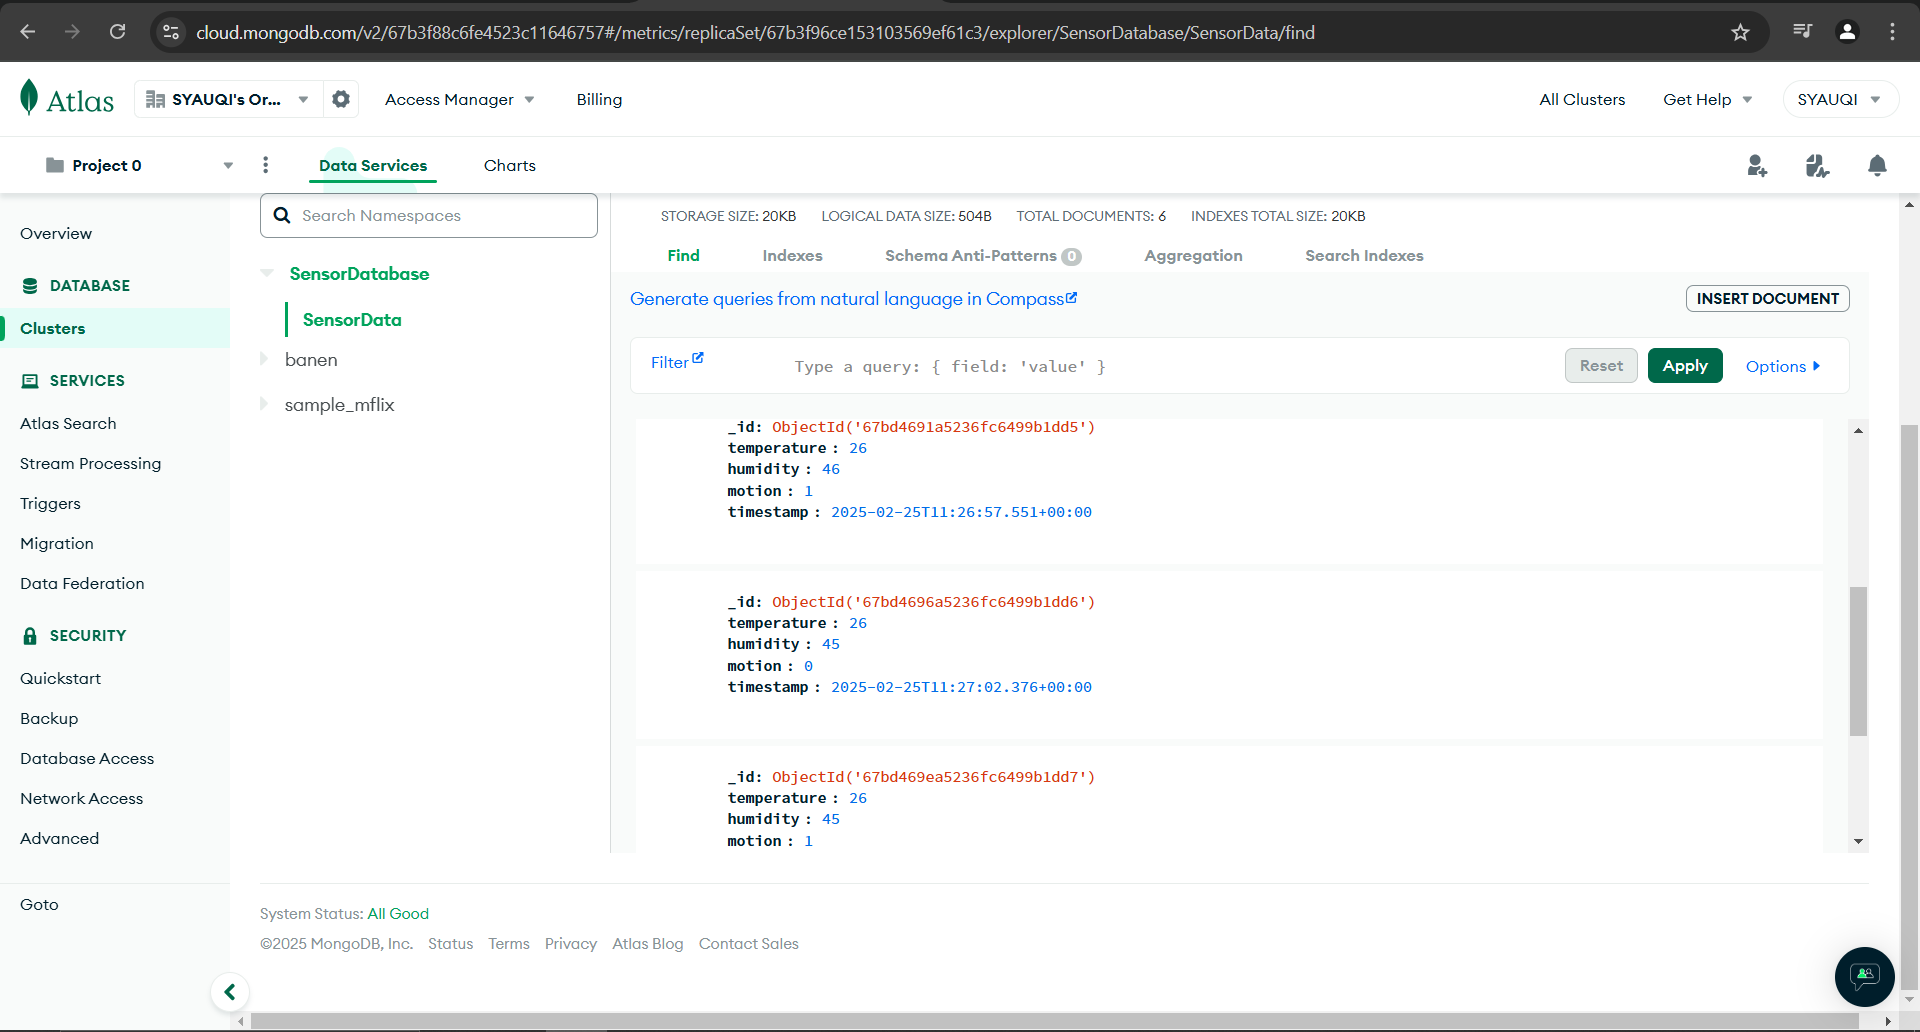 cloud.mongodb.com/v2/67b3f88c6fe4523c11646757#/metrics/replicaSet/67b3f96ce153103569ef61c3/explorer/SensorDatabase/SensorData/find
Atlas
SYAUQI's Or...
Access Manager
Billing
All Clusters
Get Help
SYAUQI
Project 0
Data Services
Charts
Overview
DATABASE
Clusters
SERVICES
Atlas Search
Stream Processing
Triggers
Migration
Data Federation
SECURITY
Quickstart
Backup
Database Access
Network Access
Advanced
Goto
Search Namespaces
SensorDatabase
SensorData
banen
sample_mflix
STORAGE SIZE: 20KB LOGICAL DATA SIZE: 504B TOTAL DOCUMENTS: 6 INDEXES TOTAL SIZE: 20KB
Find Indexes Schema Anti-Patterns 0 Aggregation Search Indexes
Generate queries from natural language in Compass
INSERT DOCUMENT
Filter
Type a query: { field: 'value' }
Reset
Apply
Options
_id: ObjectId('67bd4691a5236fc6499b1dd5')
temperature : 26
humidity : 46
motion : 1
timestamp : 2025-02-25T11:26:57.551+00:00
_id: ObjectId('67bd4696a5236fc6499b1dd6')
temperature : 26
humidity : 45
motion : 0
timestamp : 2025-02-25T11:27:02.376+00:00
_id: ObjectId('67bd469ea5236fc6499b1dd7')
temperature : 26
humidity : 45
motion : 1
System Status: All Good
©2025 MongoDB, Inc. Status Terms Privacy Atlas Blog Contact Sales